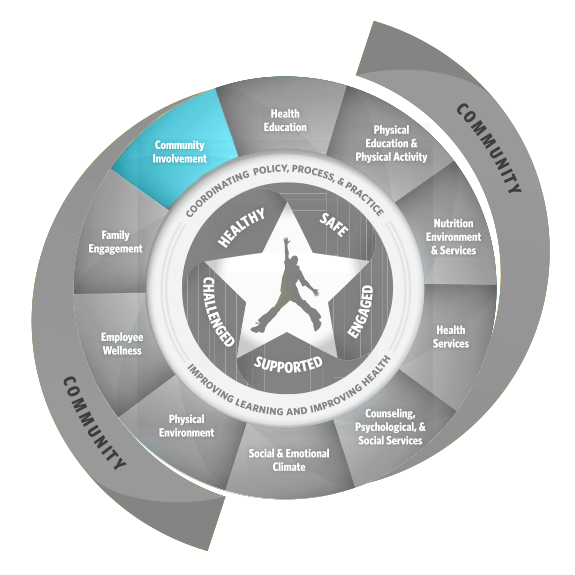 COMMUNITY
Health
Education
Physical
Education &
Physical Activity
Nutrition
Environment
& Services
Health
Services
Counseling,
Psychological, &
Social Services
Social & Emotional
Climate
Physical
Environment
Employee
Wellness
Family
Engagement
Community
Involvement
COORDINATING POLICY, PROCESS, & PRACTICE
HEALTHY
SAFE
ENGAGED
SUPPORTED
CHALLENGED
IMPROVING LEARNING AND IMPROVING HEALTH
COMMUNITY